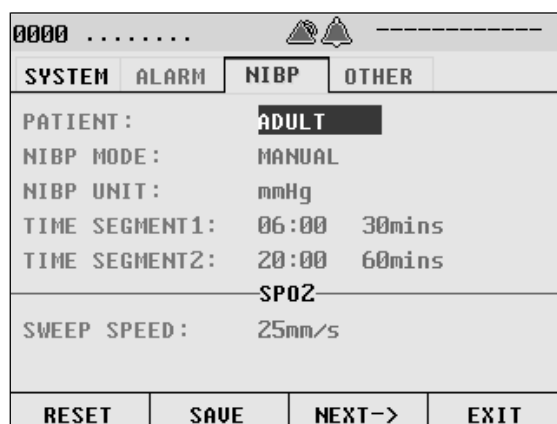 0000 ........ -------------
SYSTEM ALARM NIBP OTHER
PATIENT: ADULT
NIBP MODE: MANUAL
NIBP UNIT: mmHg
TIME SEGMENT1: 06:00 30mins
TIME SEGMENT2: 20:00 60mins
SPO2
SWEEP SPEED: 25mm/s
RESET SAVE NEXT-> EXIT